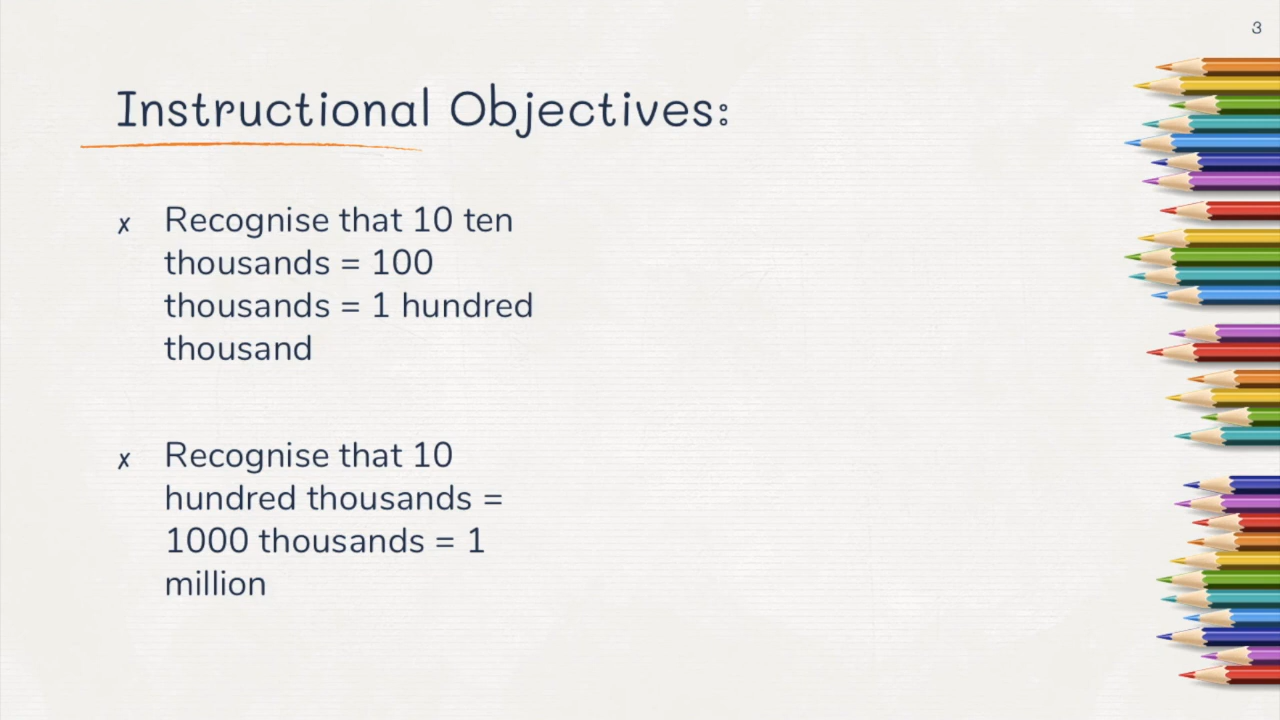 3
Instructional Objectives:
x Recognise that 10 ten
thousands = 100
thousands = 1 hundred
thousand
x Recognise that 10
hundred thousands =
1000 thousands = 1
million